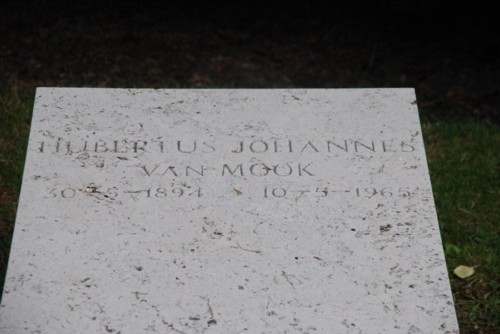 HUBERTUS JOHANNES
VAN MOOK
30-5-1894 10-5-1965